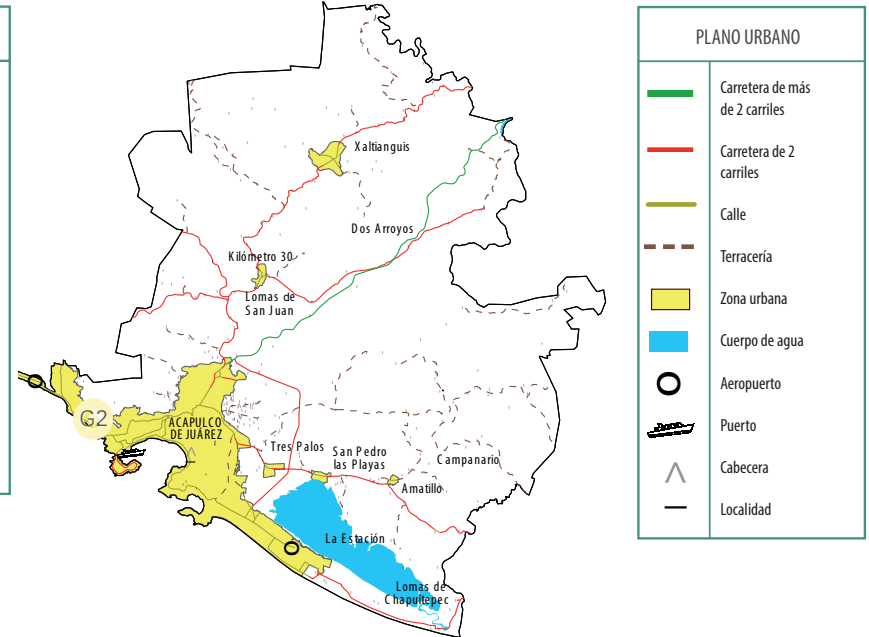 Xaltianguis
Dos Arroyos
Kilómetro 30
Lomas de
San Juan
G2
ACAPULCO
DE JUÁREZ
Tres Palos
San Pedro
las Playas
Campanario
Amatillo
La Estación
Lomas de
Chapultepec
PLANO URBANO
Carretera de más
de 2 carriles
Carretera de 2
carriles
Calle
Terracería
Zona urbana
Cuerpo de agua
Aeropuerto
Puerto
Cabecera
Localidad